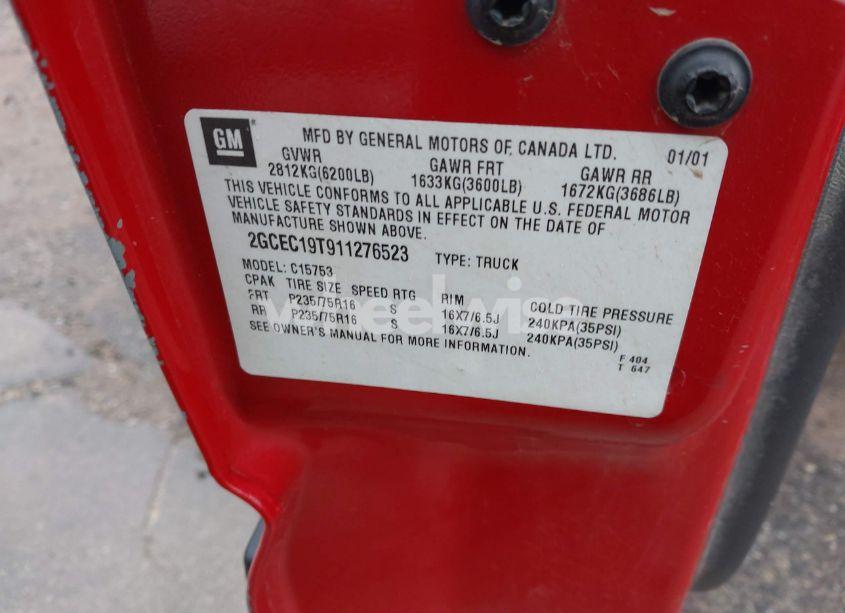 GM
MFD BY GENERAL MOTORS OF CANADA LTD. 01/01
GVWR GAWR FRT GAWR RR
2812KG(6200LB) 1633KG(3600LB) 1672KG(3686LB)
THIS VEHICLE CONFORMS TO ALL APPLICABLE U.S. FEDERAL MOTOR
VEHICLE SAFETY STANDARDS IN EFFECT ON THE DATE OF
MANUFACTURE SHOWN ABOVE.
2GCEC19T911276523 TYPE: TRUCK
MODEL: C15753
CPAK TIRE SIZE SPEED RTG RIM COLD TIRE PRESSURE
FRT P235/75R16 S 16X7/6.5J 240KPA(35PSI)
RR P235/75R16 S 16X7/6.5J 240KPA(35PSI)
SEE OWNER'S MANUAL FOR MORE INFORMATION.
F 404
T 647
wheelwise